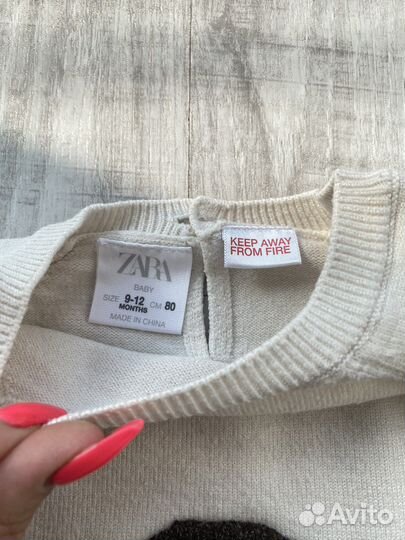 ZARA
BABY
SIZE 9-12 MONTHS CM 80
MADE IN CHINA
KEEP AWAY
FROM FIRE
Avito